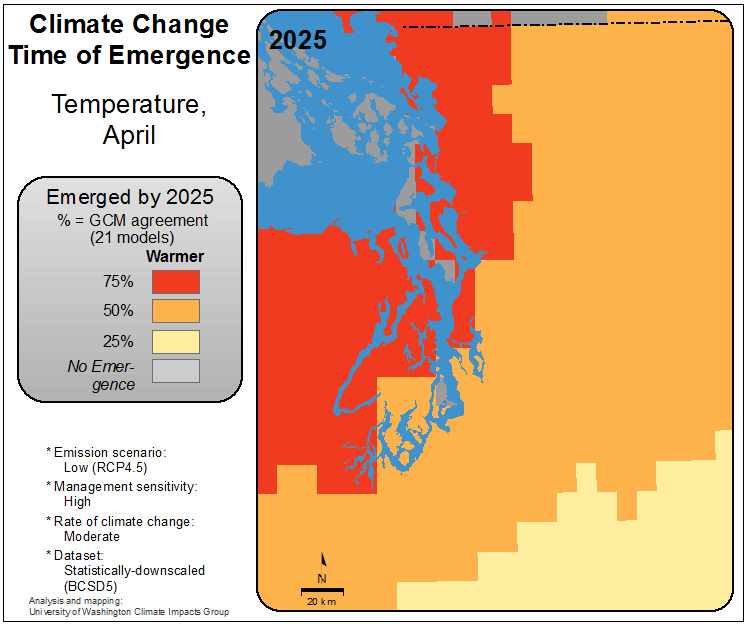 Climate Change
Time of Emergence
Temperature,
April
Emerged by 2025
% = GCM agreement
(21 models)
Warmer
75%
50%
25%
No Emer-
gence
* Emission scenario:
Low (RCP4.5)
* Management sensitivity:
High
* Rate of climate change:
Moderate
* Dataset:
Statistically-downscaled
(BCSD5)
Analysis and mapping:
University of Washington Climate Impacts Group
2025
N
20 km